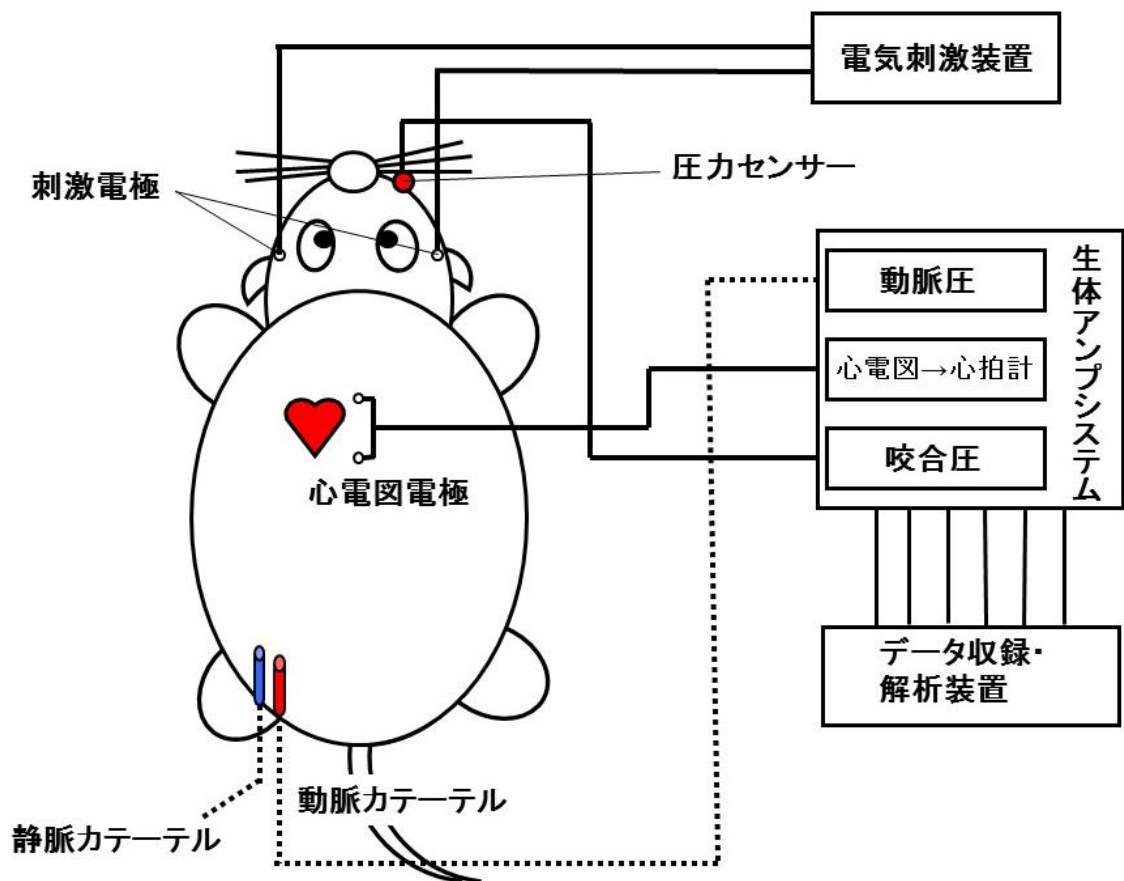 電気刺激装置
圧力センサー
刺激電極
動脈圧
心電図→心拍計
咬合圧
生体アンプシステム
心電図電極
データ収録・
解析装置
動脈カテーテル
静脈カテーテル